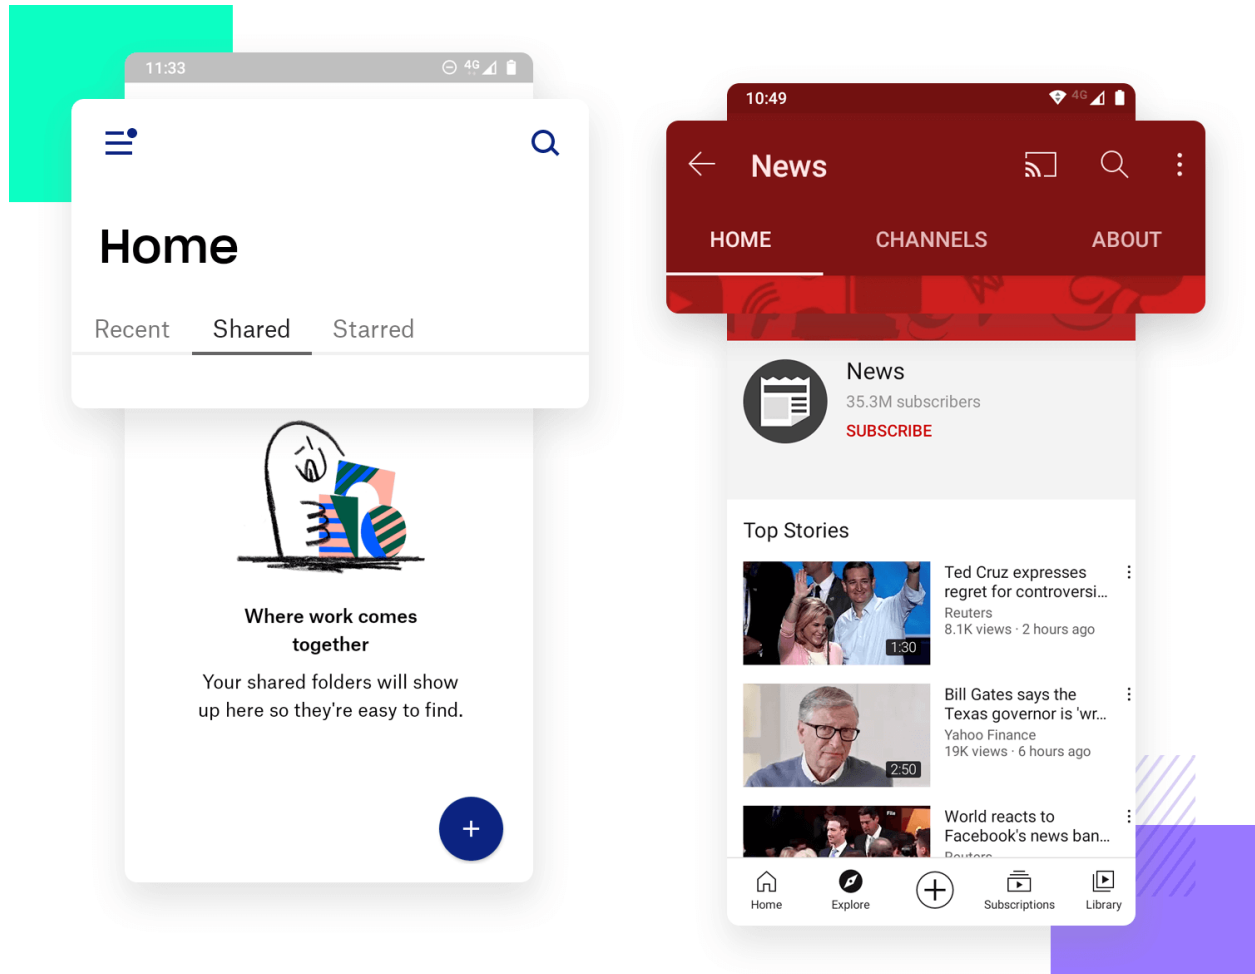 11:33
4G
Home
Recent Shared Starred
Where work comes
together
Your shared folders will show
up here so they're easy to find.
+
10:49
4G
News
HOME CHANNELS ABOUT
News
35.3M subscribers
SUBSCRIBE
Top Stories
1:30
Ted Cruz expresses
regret for controversi...
Reuters
8.1K views · 2 hours ago
2:50
Bill Gates says the
Texas governor is 'wr...
Yahoo Finance
19K views · 6 hours ago
World reacts to
Facebook's news ban...
Reuters
Home Explore Subscriptions Library